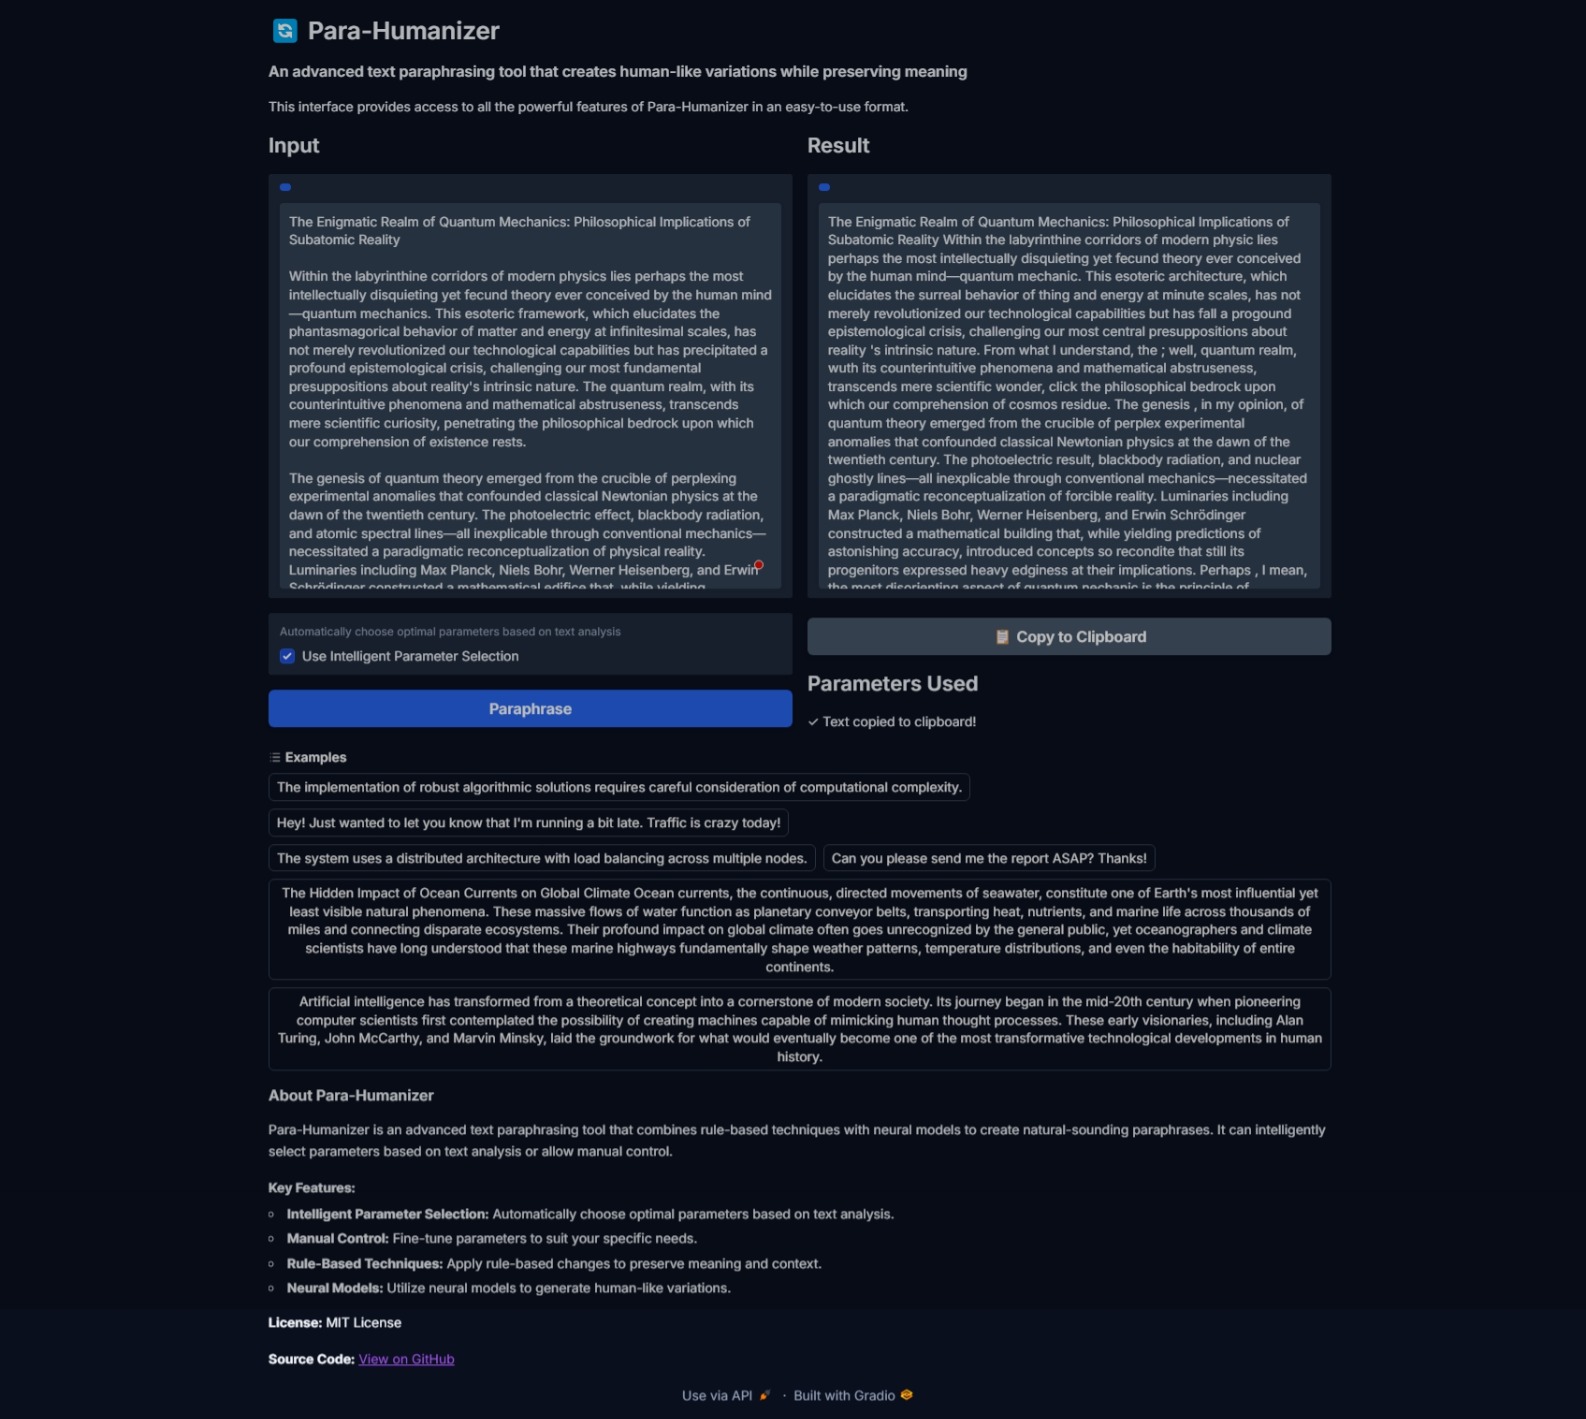 Para-Humanizer
An advanced text paraphrasing tool that creates human-like variations while preserving meaning
This interface provides access to all the powerful features of Para-Humanizer in an easy-to-use format.
Input
The Enigmatic Realm of Quantum Mechanics: Philosophical Implications of
Subatomic Reality
Within the labyrinthine corridors of modern physics lies perhaps the most
intellectually disquieting yet fecund theory ever conceived by the human mind
—quantum mechanics. This esoteric framework, which elucidates the
phantasmagorical behavior of matter and energy at infinitesimal scales, has
not merely revolutionized our technological capabilities but has precipitated a
profound epistemological crisis, challenging our most fundamental
presuppositions about reality's intrinsic nature. The quantum realm, with its
counterintuitive phenomena and mathematical abstruseness, transcends
mere scientific curiosity, penetrating the philosophical bedrock upon which
our comprehension of existence rests.
The genesis of quantum theory emerged from the crucible of perplexing
experimental anomalies that confounded classical Newtonian physics at the
dawn of the twentieth century. The photoelectric effect, blackbody radiation,
and atomic spectral lines—all inexplicable through conventional mechanics—
necessitated a paradigmatic reconceptualization of physical reality.
Luminaries including Max Planck, Niels Bohr, Werner Heisenberg, and Erwin
Schrödinger constructed a mathematical edifice that, while yielding
Result
The Enigmatic Realm of Quantum Mechanics: Philosophical Implications of
Subatomic Reality Within the labyrinthine corridors of modern physic lies
perhaps the most intellectually disquieting yet fecund theory ever conceived
by the human mind—quantum mechanic. This esoteric architecture, which
elucidates the surreal behavior of thing and energy at minute scales, has not
merely revolutionized our technological capabilities but has fall a progound
epistemological crisis, challenging our most central presuppositions about
reality 's intrinsic nature. From what I understand, the ; well, quantum realm,
wuth its counterintuitive phenomena and mathematical abstruseness,
transcends mere scientific wonder, click the philosophical bedrock upon
which our comprehension of cosmos residue. The genesis , in my opinion, of
quantum theory emerged from the crucible of perplex experimental
anomalies that confounded classical Newtonian physics at the dawn of the
twentieth century. The photoelectric result, blackbody radiation, and nuclear
ghostly lines—all inexplicable through conventional mechanics—necessitated
a paradigmatic reconceptualization of forcible reality. Luminaries including
Max Planck, Niels Bohr, Werner Heisenberg, and Erwin Schrödinger
constructed a mathematical building that, while yielding predictions of
astonishing accuracy, introduced concepts so recondite that still its
progenitors expressed heavy edginess at their implications. Perhaps , I mean,
the most disorienting aspect of quantum nechanic is the principle of
Automatically choose optimal parameters based on text analysis
Use Intelligent Parameter Selection
Paraphrase
Copy to Clipboard
Parameters Used
✓ Text copied to clipboard!
Examples
The implementation of robust algorithmic solutions requires careful consideration of computational complexity.
Hey! Just wanted to let you know that I'm running a bit late. Traffic is crazy today!
The system uses a distributed architecture with load balancing across multiple nodes.
Can you please send me the report ASAP? Thanks!
The Hidden Impact of Ocean Currents on Global Climate Ocean currents, the continuous, directed movements of seawater, constitute one of Earth's most influential yet
least visible natural phenomena. These massive flows of water function as planetary conveyor belts, transporting heat, nutrients, and marine life across thousands of
miles and connecting disparate ecosystems. Their profound impact on global climate often goes unrecognized by the general public, yet oceanographers and climate
scientists have long understood that these marine highways fundamentally shape weather patterns, temperature distributions, and even the habitability of entire
continents.
Artificial intelligence has transformed from a theoretical concept into a cornerstone of modern society. Its journey began in the mid-20th century when pioneering
computer scientists first contemplated the possibility of creating machines capable of mimicking human thought processes. These early visionaries, including Alan
Turing, John McCarthy, and Marvin Minsky, laid the groundwork for what would eventually become one of the most transformative technological developments in human
history.
About Para-Humanizer
Para-Humanizer is an advanced text paraphrasing tool that combines rule-based techniques with neural models to create natural-sounding paraphrases. It can intelligently
select parameters based on text analysis or allow manual control.
Key Features:
Intelligent Parameter Selection: Automatically choose optimal parameters based on text analysis.
Manual Control: Fine-tune parameters to suit your specific needs.
Rule-Based Techniques: Apply rule-based changes to preserve meaning and context.
Neural Models: Utilize neural models to generate human-like variations.
License: MIT License
Source Code: View on GitHub
Use via API · Built with Gradio